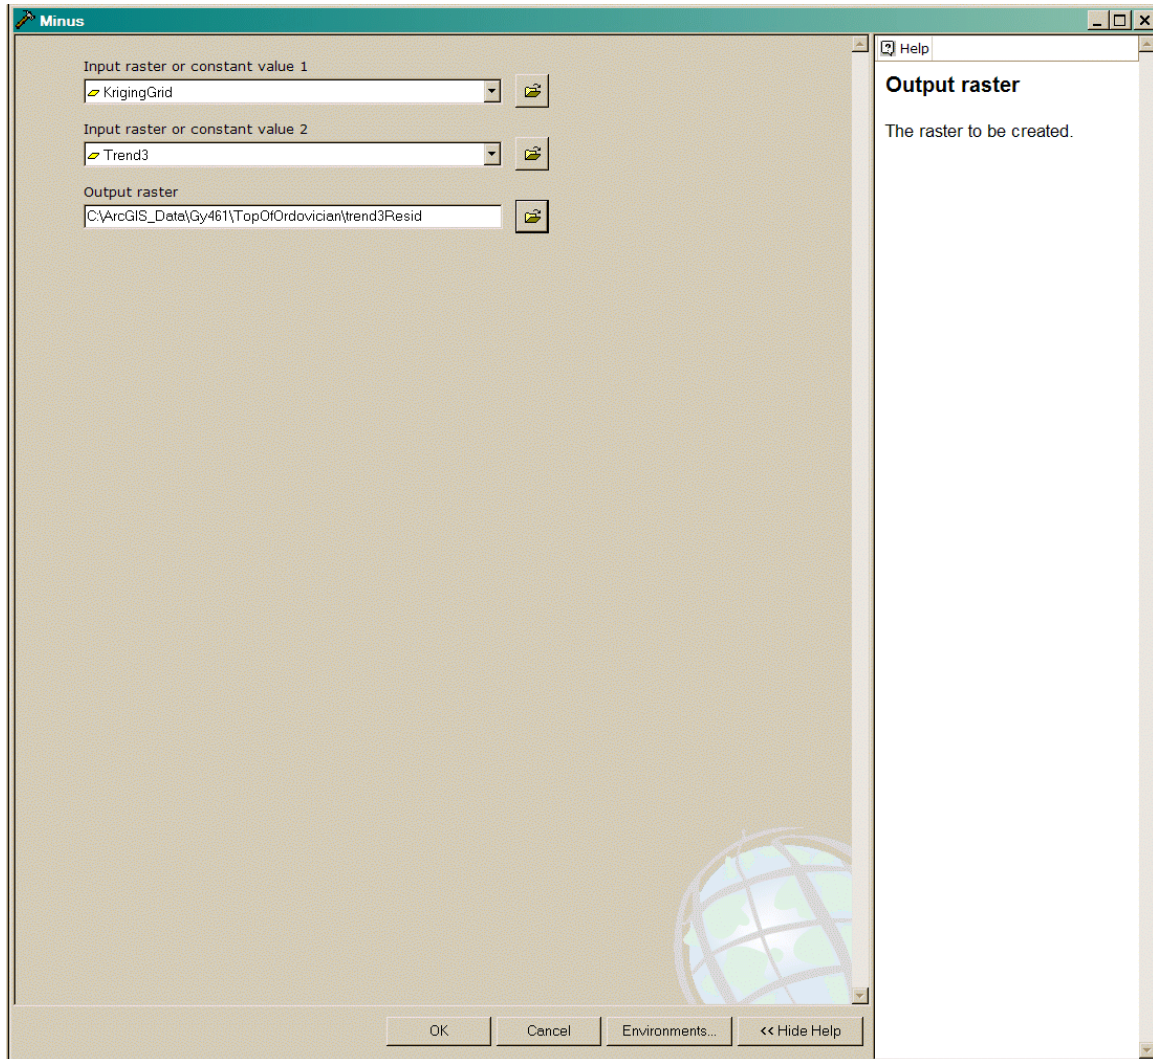 Minus
Input raster or constant value 1
KrigingGrid
Input raster or constant value 2
Trend3
Output raster
C:\ArcGIS_Data\Gy461\TopOfOrdovician\trend3Resid
OK
Cancel
Environments...
<< Hide Help
Help
Output raster
The raster to be created.